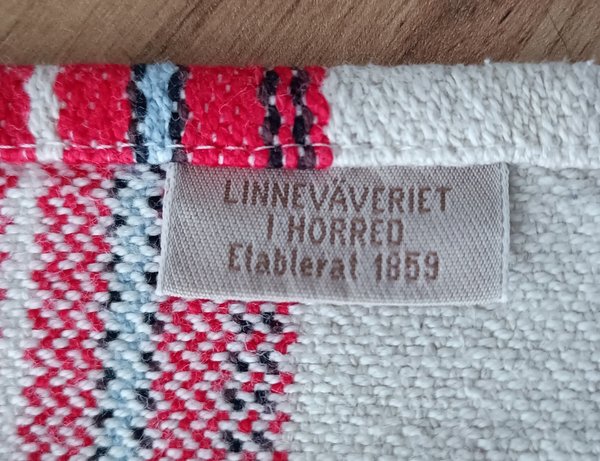 LINNEVÄVERIET
I HORRED
Etablerat 1859